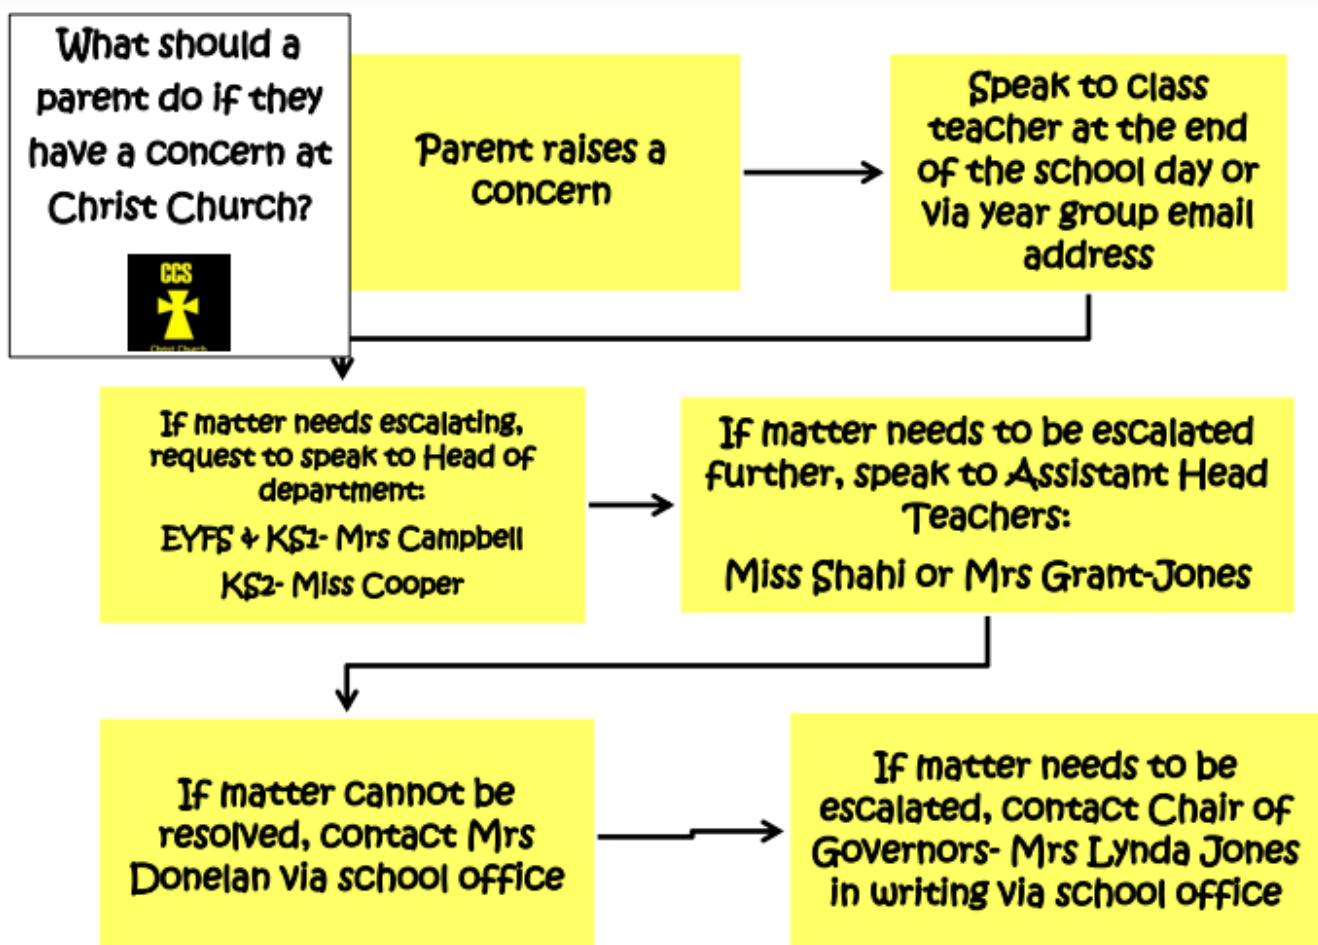 What should a
parent do if they
have a concern at
Christ Church?
CCS
Christ Church
Parent raises a
concern
Speak to class
teacher at the end
of the school day or
via year group email
address
If matter needs escalating,
request to speak to Head of
department:
EYFS & KS1- Mrs Campbell
KS2- Miss Cooper
If matter needs to be escalated
further, speak to Assistant Head
Teachers:
Miss Shahi or Mrs Grant-Jones
If matter cannot be
resolved, contact Mrs
Donelan via school office
If matter needs to be
escalated, contact Chair of
Governors- Mrs Lynda Jones
in writing via school office